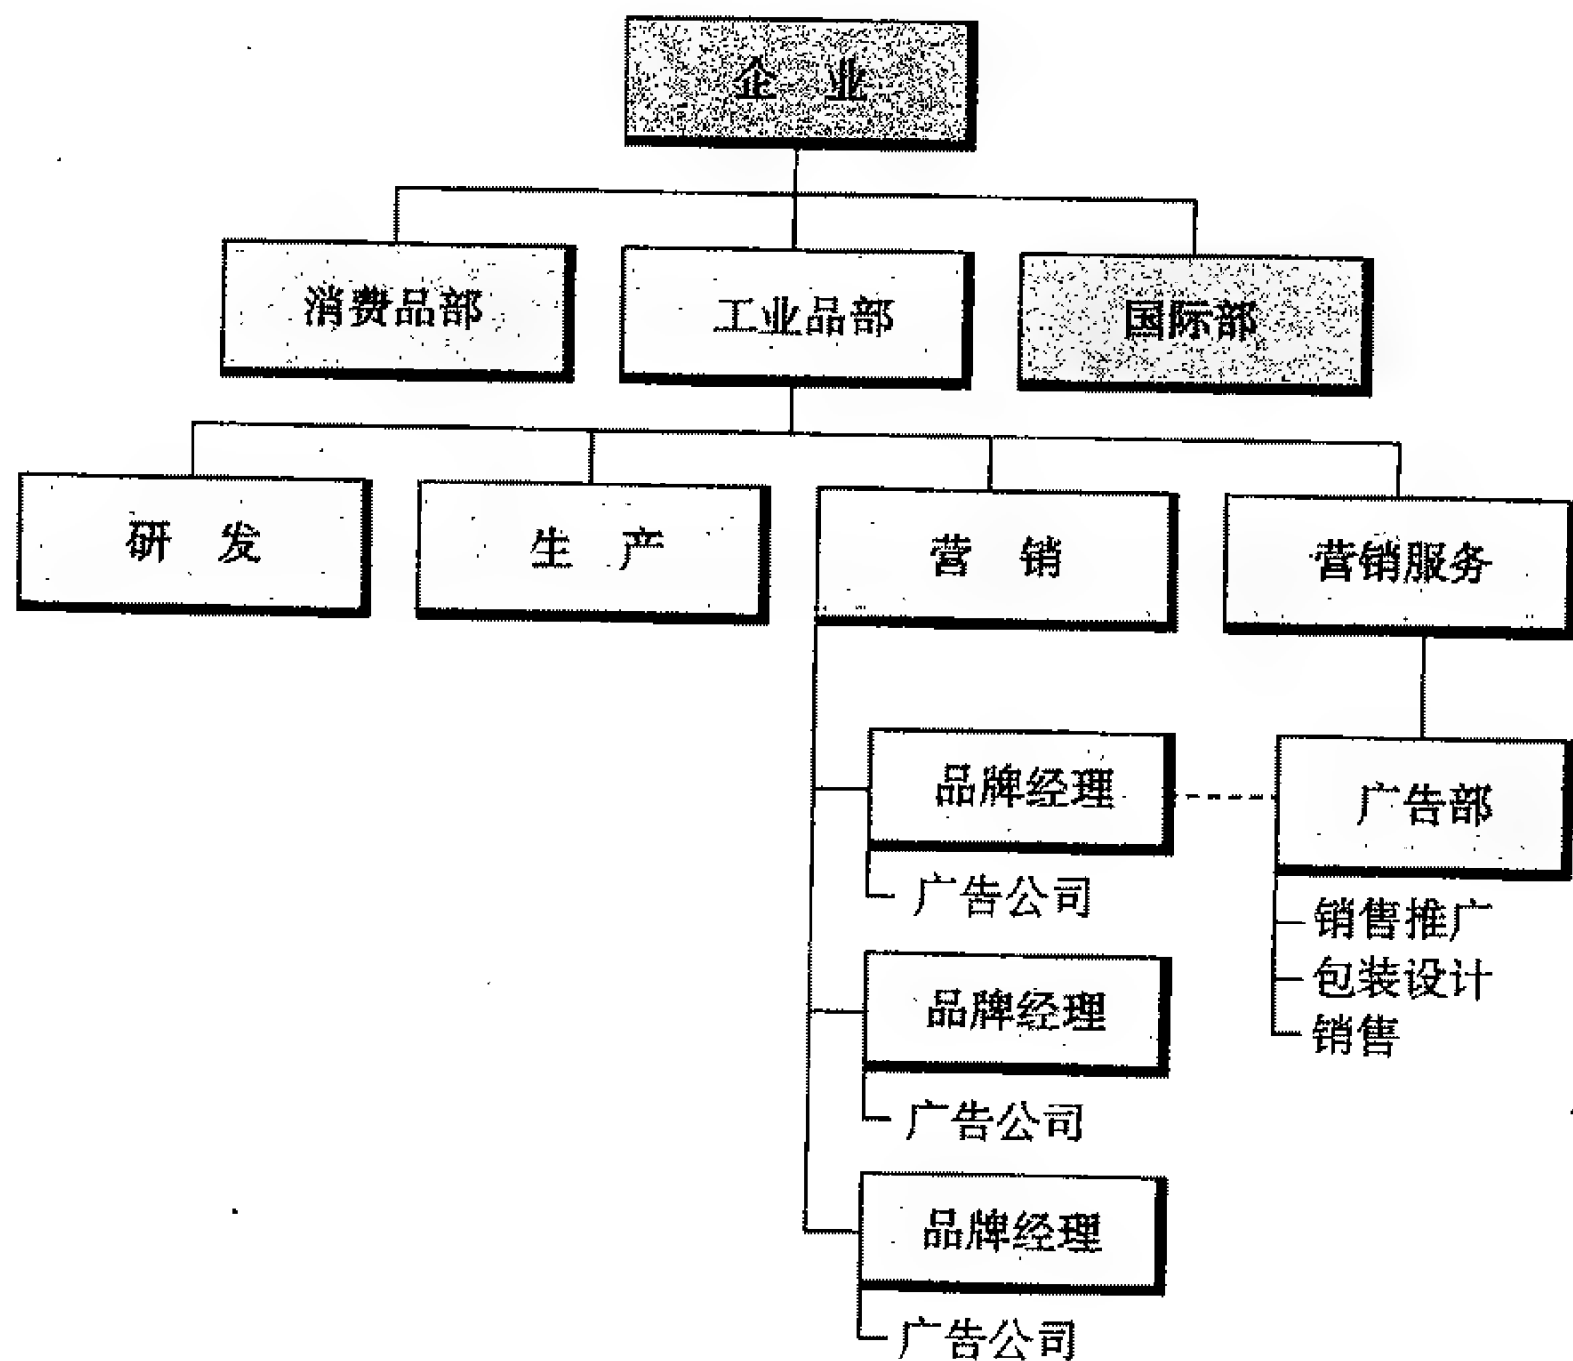 企 业
消费品部
工业品部
国际部
研 发
生 产
营 销
营销服务
品牌经理
广告部
广告公司
销售推广
包装设计
销售
品牌经理
广告公司
品牌经理
广告公司